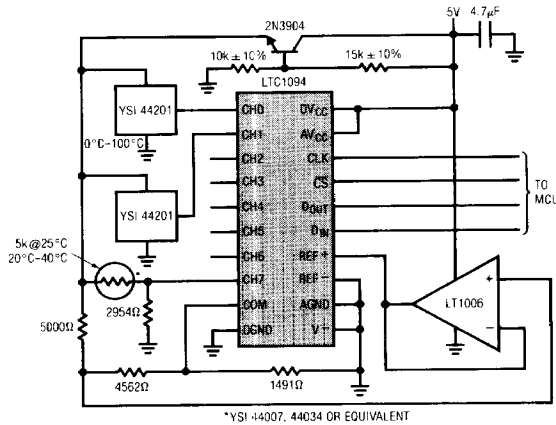 2N3904
5V
4.7µF
10k ± 10%
15k ± 10%
LTC1094
YSI 44201
0°C-100°C
CH0
DVCC
CH1
AVCC
CH2
CLK
CH3
CS
TO
MCU
YSI 44201
CH4
DOUT
CH5
DIN
5k @ 25°C
20°C-40°C
CH6
REF+
+
CH7
REF-
LT1006
COM
AGND
-
DGND
V-
2954Ω
5000Ω
4562Ω
1491Ω
*
*YSI 44007, 44034 OR EQUIVALENT